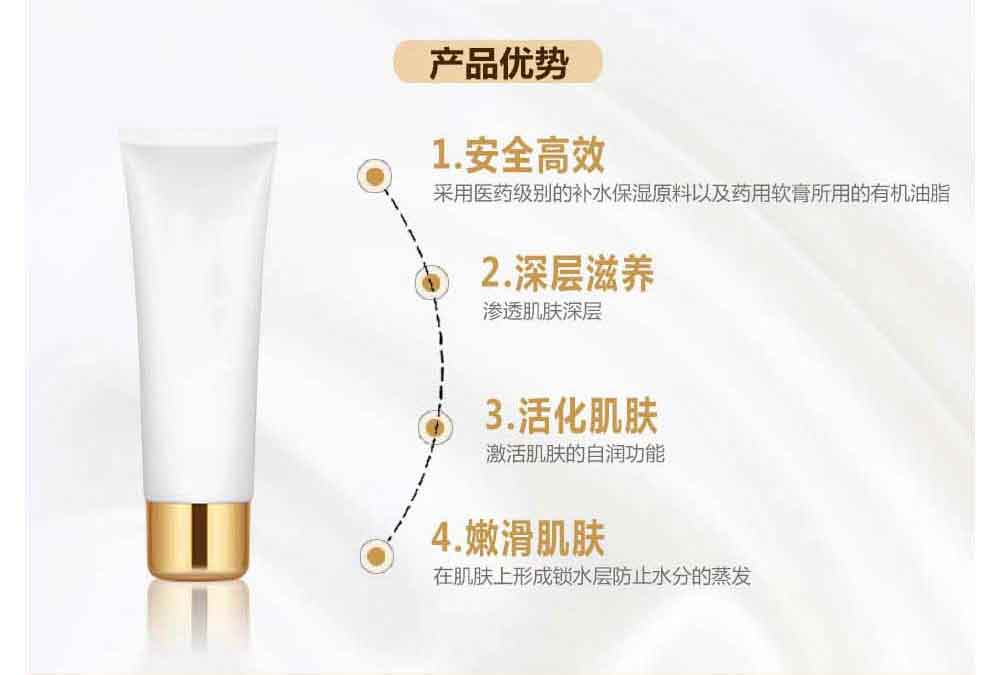 产品优势
1.安全高效
采用医药级别的补水保湿原料以及药用软膏所用的有机油脂
2.深层滋养
渗透肌肤深层
3.活化肌肤
激活肌肤的自润功能
4.嫩滑肌肤
在肌肤上形成锁水层防止水分的蒸发